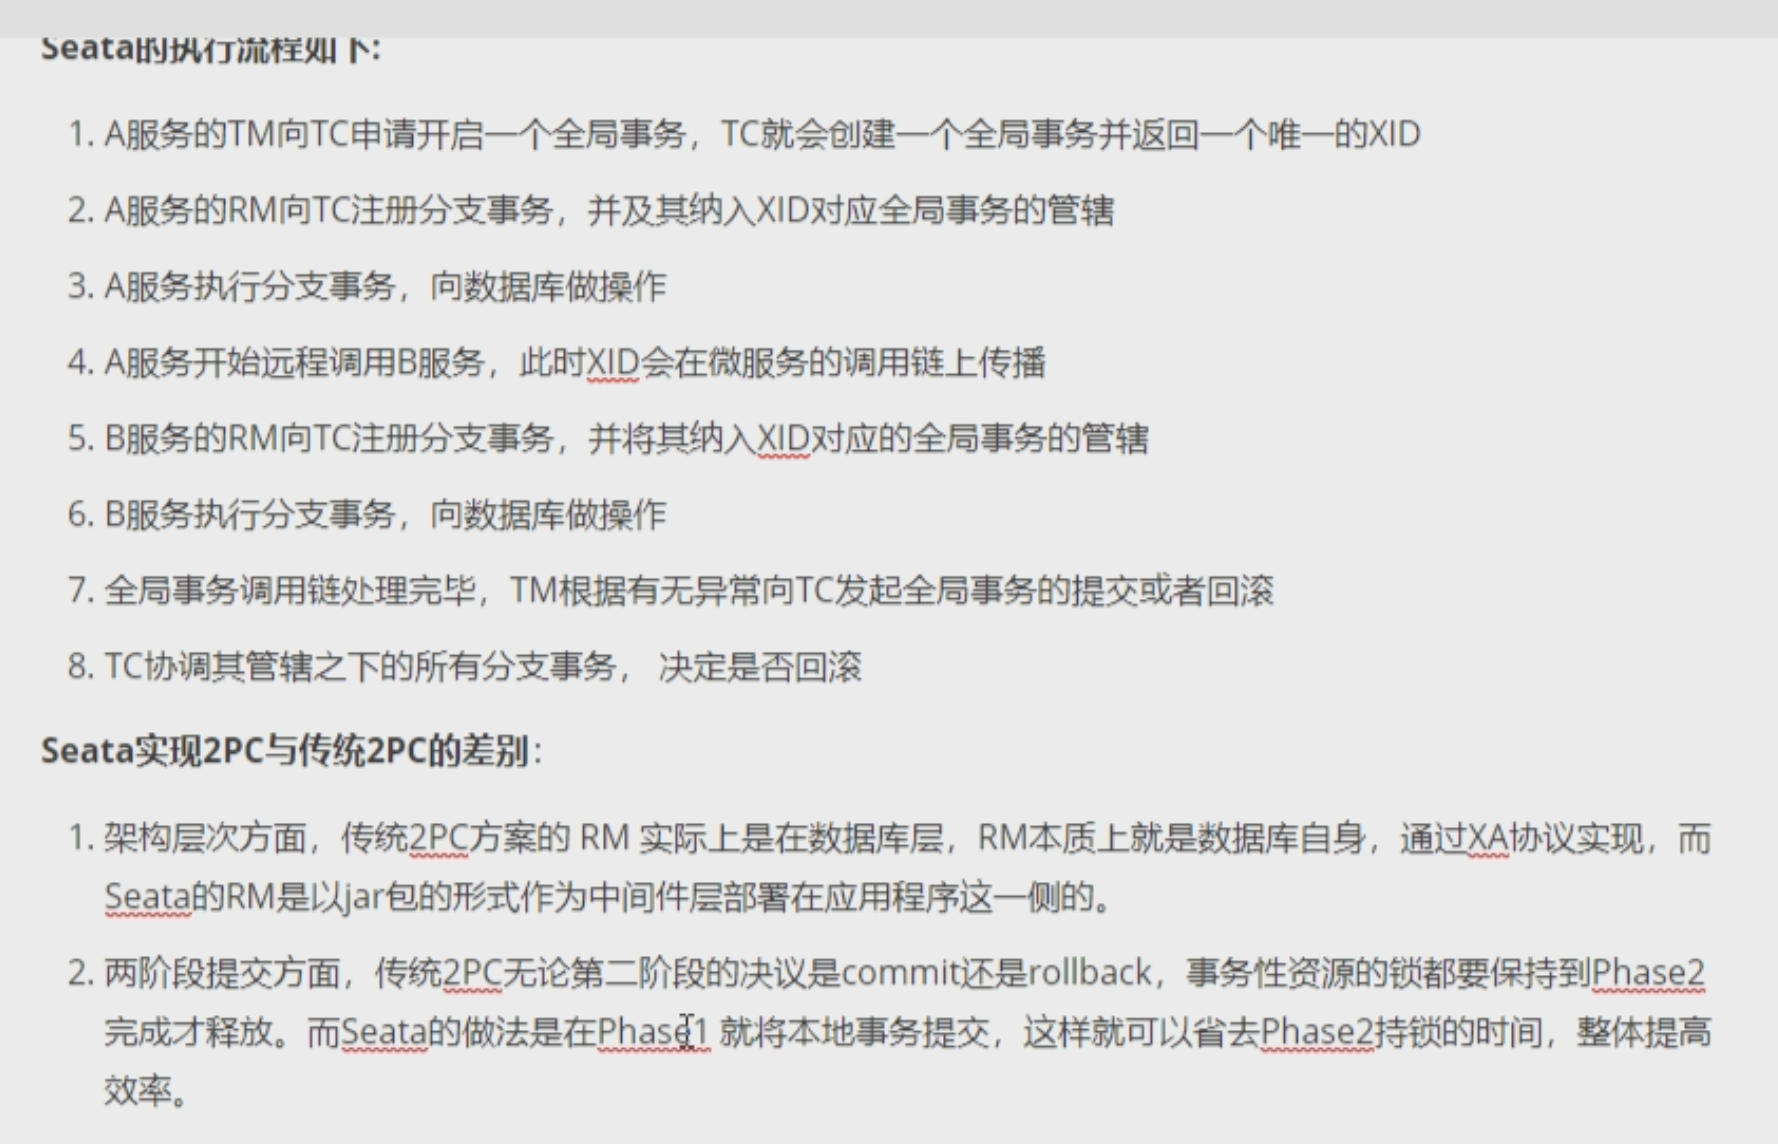 Seata的执行流程如下:
1. A服务的TM向TC申请开启一个全局事务，TC就会创建一个全局事务并返回一个唯一的XID
2. A服务的RM向TC注册分支事务，并及其纳入XID对应全局事务的管辖
3. A服务执行分支事务，向数据库做操作
4. A服务开始远程调用B服务，此时XID会在微服务的调用链上传播
5. B服务的RM向TC注册分支事务，并将其纳入XID对应的全局事务的管辖
6. B服务执行分支事务，向数据库做操作
7. 全局事务调用链处理完毕，TM根据有无异常向TC发起全局事务的提交或者回滚
8. TC协调其管辖之下的所有分支事务， 决定是否回滚
Seata实现2PC与传统2PC的差别：
1. 架构层次方面，传统2PC方案的 RM 实际上是在数据库层，RM本质上就是数据库自身，通过XA协议实现，而
Seata的RM是以jar包的形式作为中间件层部署在应用程序这一侧的。
2. 两阶段提交方面，传统2PC无论第二阶段的决议是commit还是rollback，事务性资源的锁都要保持到Phase2
完成才释放。而Seata的做法是在Phase1 就将本地事务提交，这样就可以省去Phase2持锁的时间，整体提高
效率。